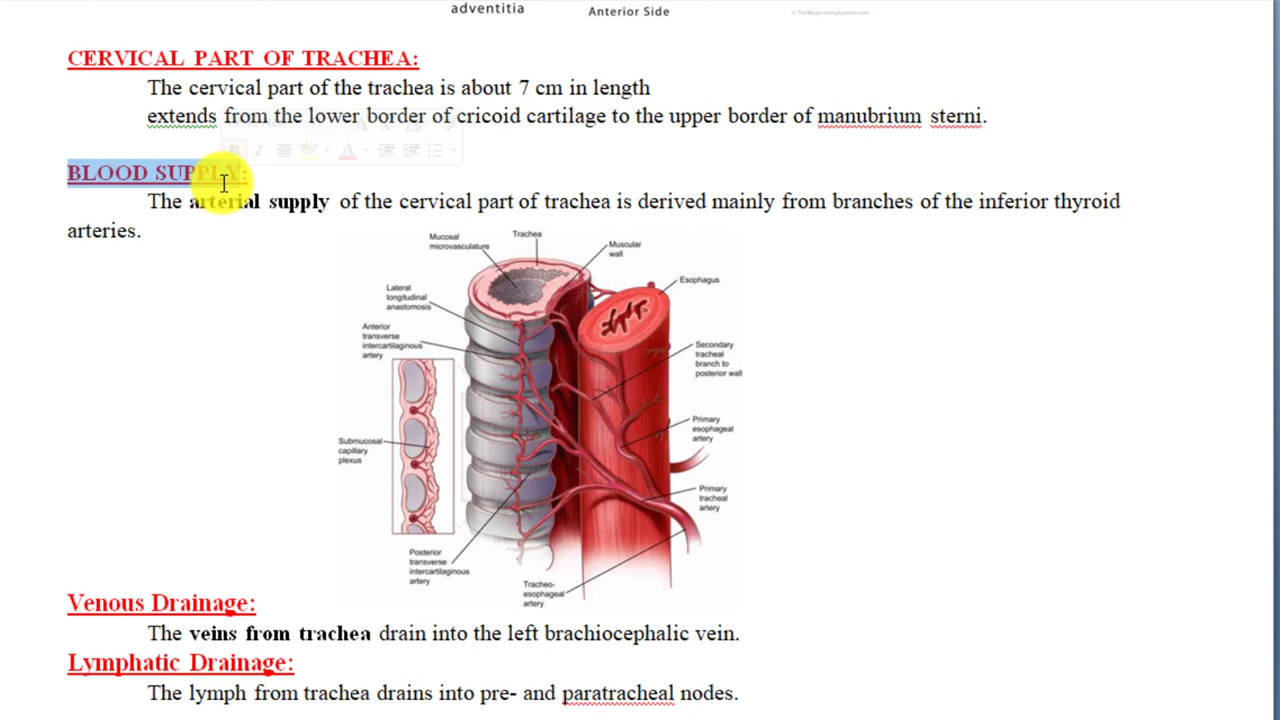 adventitia
Anterior Side
© TheRespiratorySystem.com
CERVICAL PART OF TRACHEA:
The cervical part of the trachea is about 7 cm in length
extends from the lower border of cricoid cartilage to the upper border of manubrium sterni.
BLOOD SUPPLY:
The arterial supply of the cervical part of trachea is derived mainly from branches of the inferior thyroid
arteries.
Mucosal
microvasculature
Trachea
Muscular
wall
Lateral
longitudinal
anastomosis
Esophagus
Anterior
transverse
intercartilaginous
artery
Secondary
tracheal
branch to
posterior wall
Primary
esophageal
artery
Submucosal
capillary
plexus
Primary
tracheal
artery
Posterior
transverse
intercartilaginous
artery
Tracheo-
esophageal
artery
Venous Drainage:
The veins from trachea drain into the left brachiocephalic vein.
Lymphatic Drainage:
The lymph from trachea drains into pre- and paratracheal nodes.